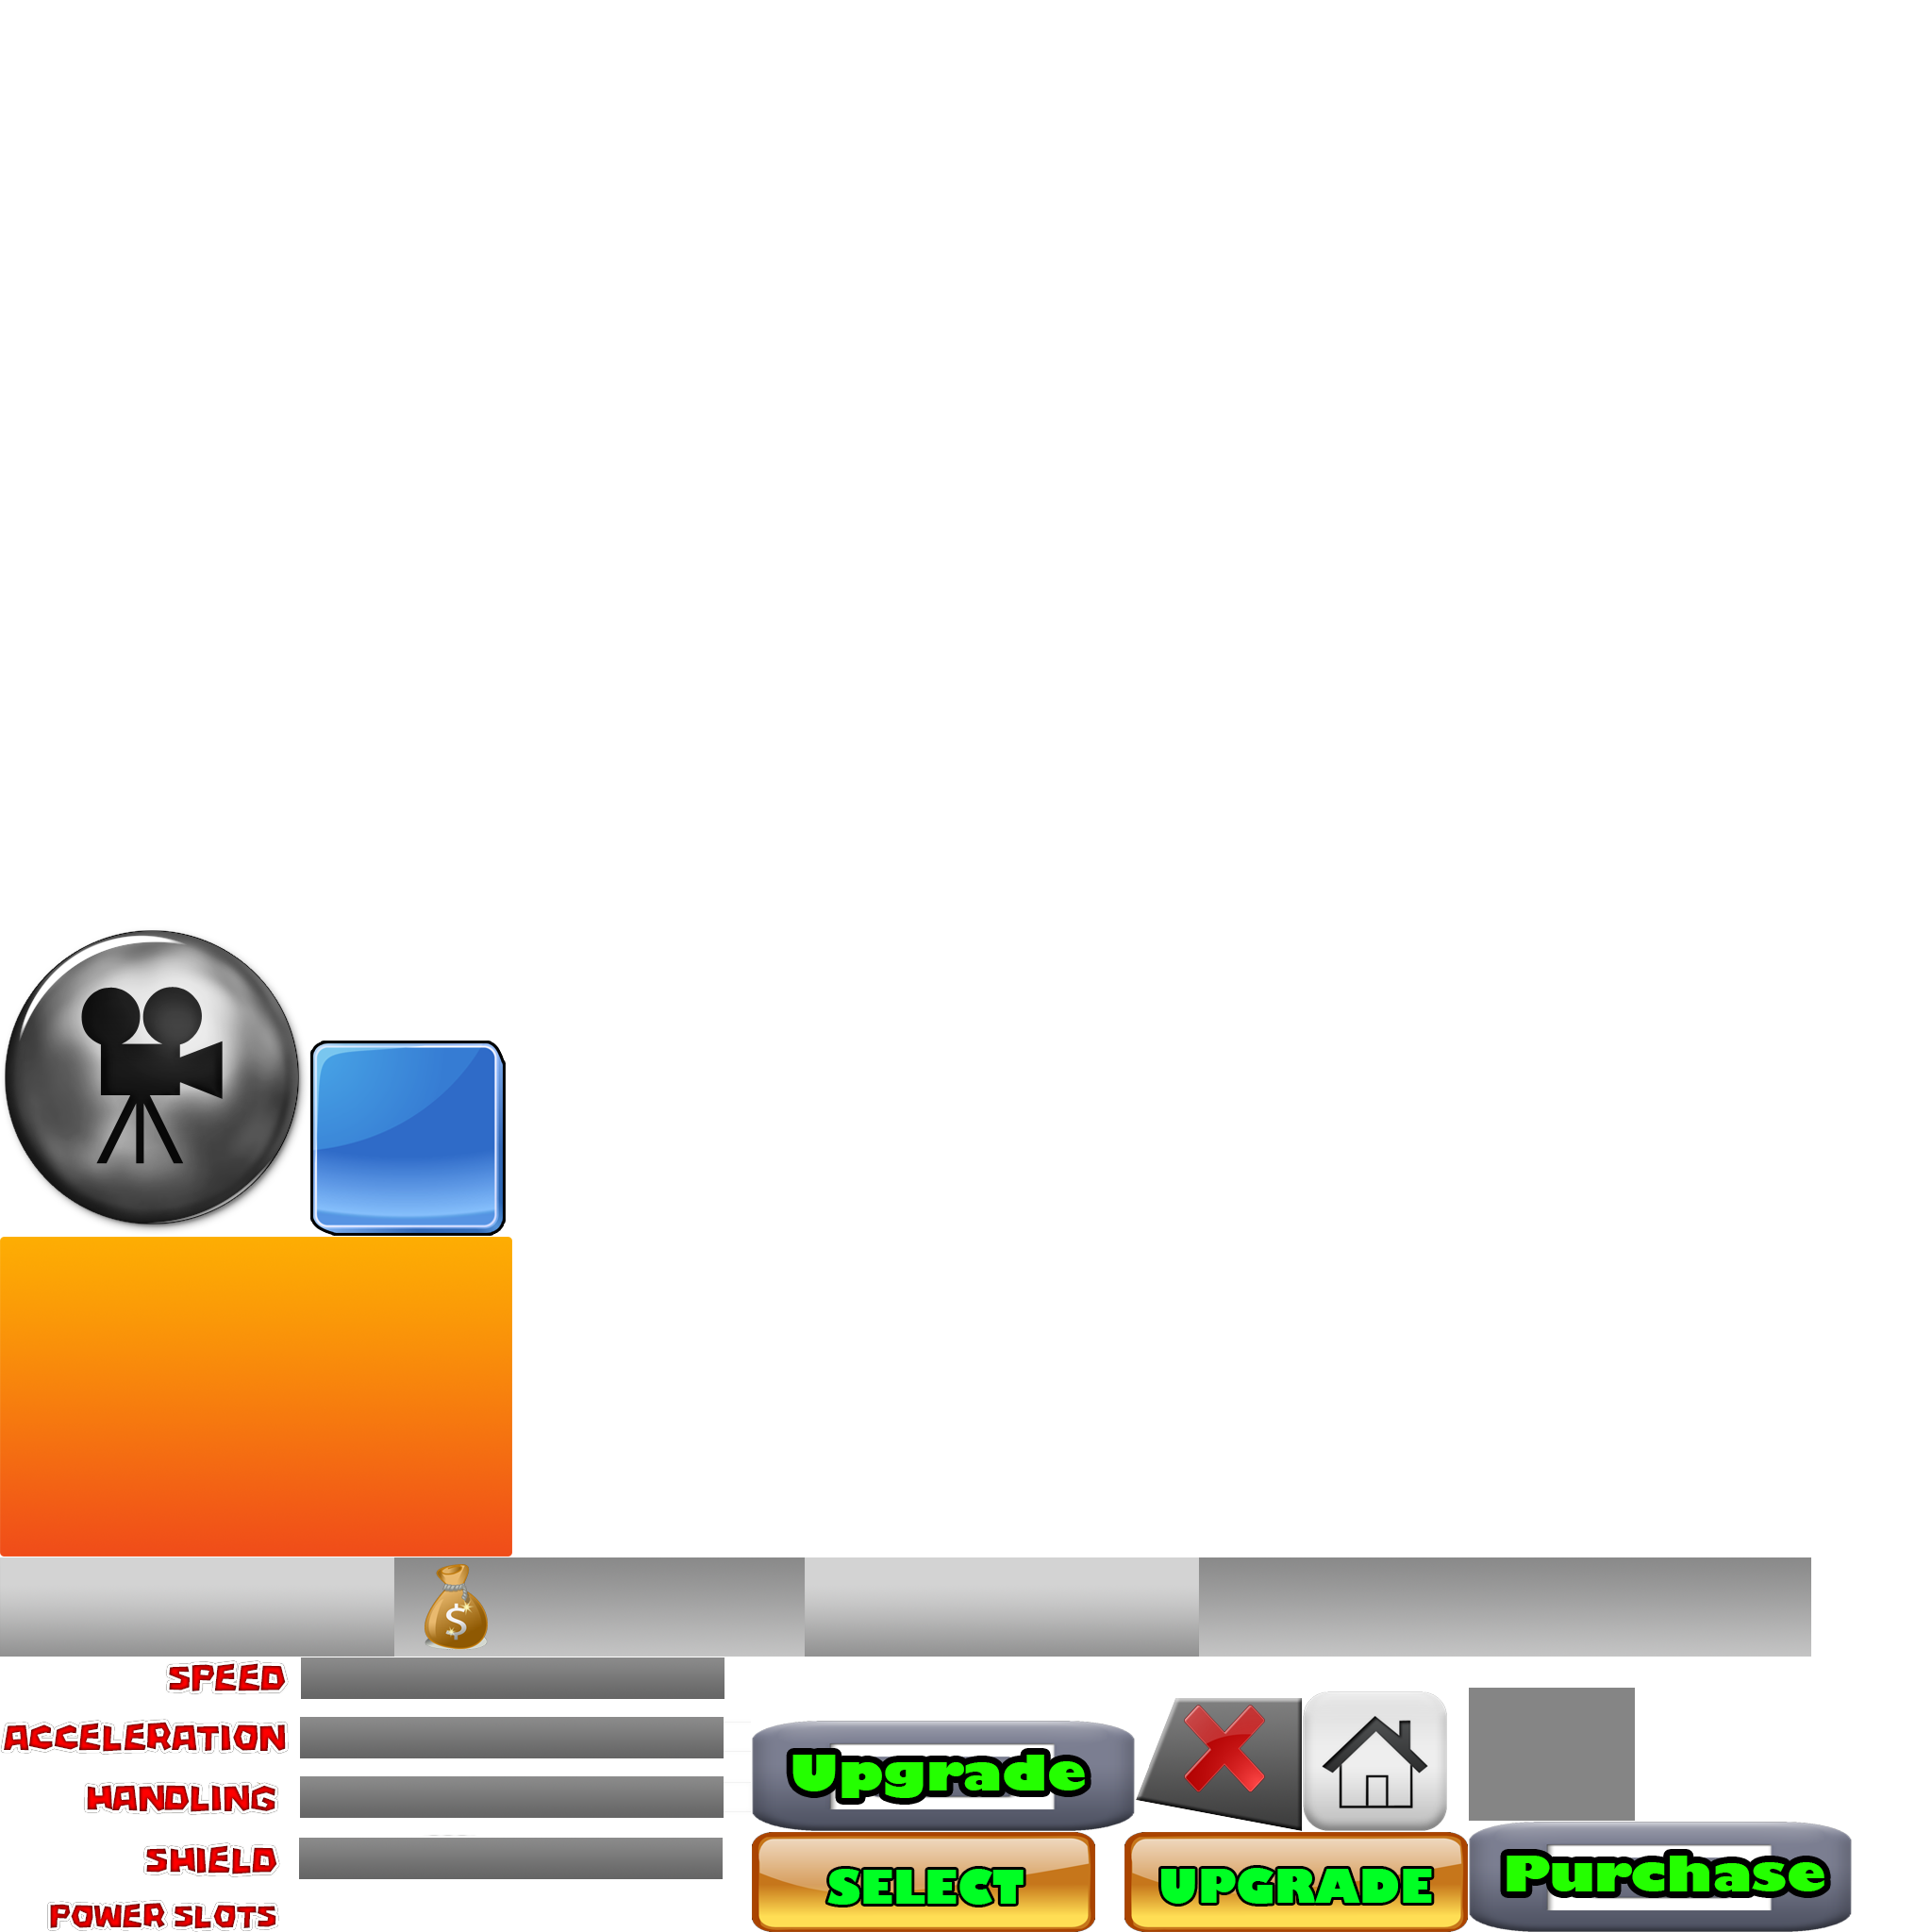 $
SPEED
ACCELERATION
HANDLING
SHIELD
POWER SLOTS
Upgrade
SELECT
UPGRADE
Purchase